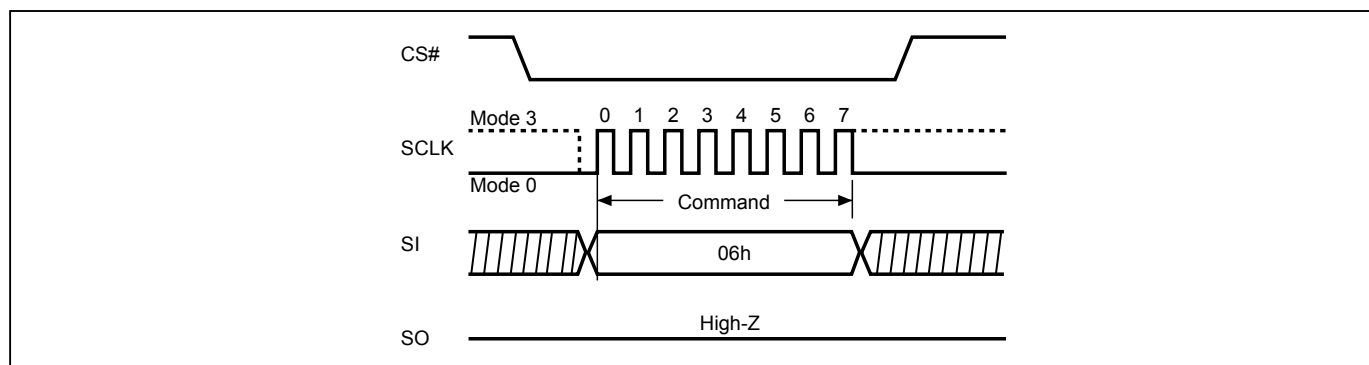 CS#
Mode 3
0 1 2 3 4 5 6 7
SCLK
Mode 0
Command
SI
06h
High-Z
SO